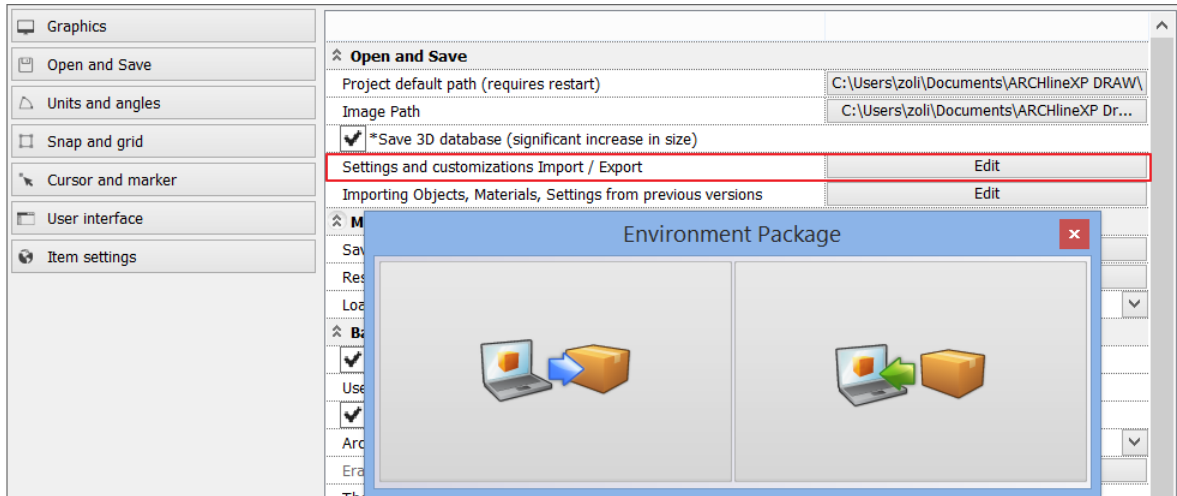 Graphics
Open and Save
Units and angles
Snap and grid
Cursor and marker
User interface
Item settings
Open and Save
Project default path (requires restart) C:\Users\zoli\Documents\ARCHlineXP DRAW\
Image Path C:\Users\zoli\Documents\ARCHlineXP Dr...
*Save 3D database (significant increase in size)
Settings and customizations Import / Export Edit
Importing Objects, Materials, Settings from previous versions Edit
Environment Package